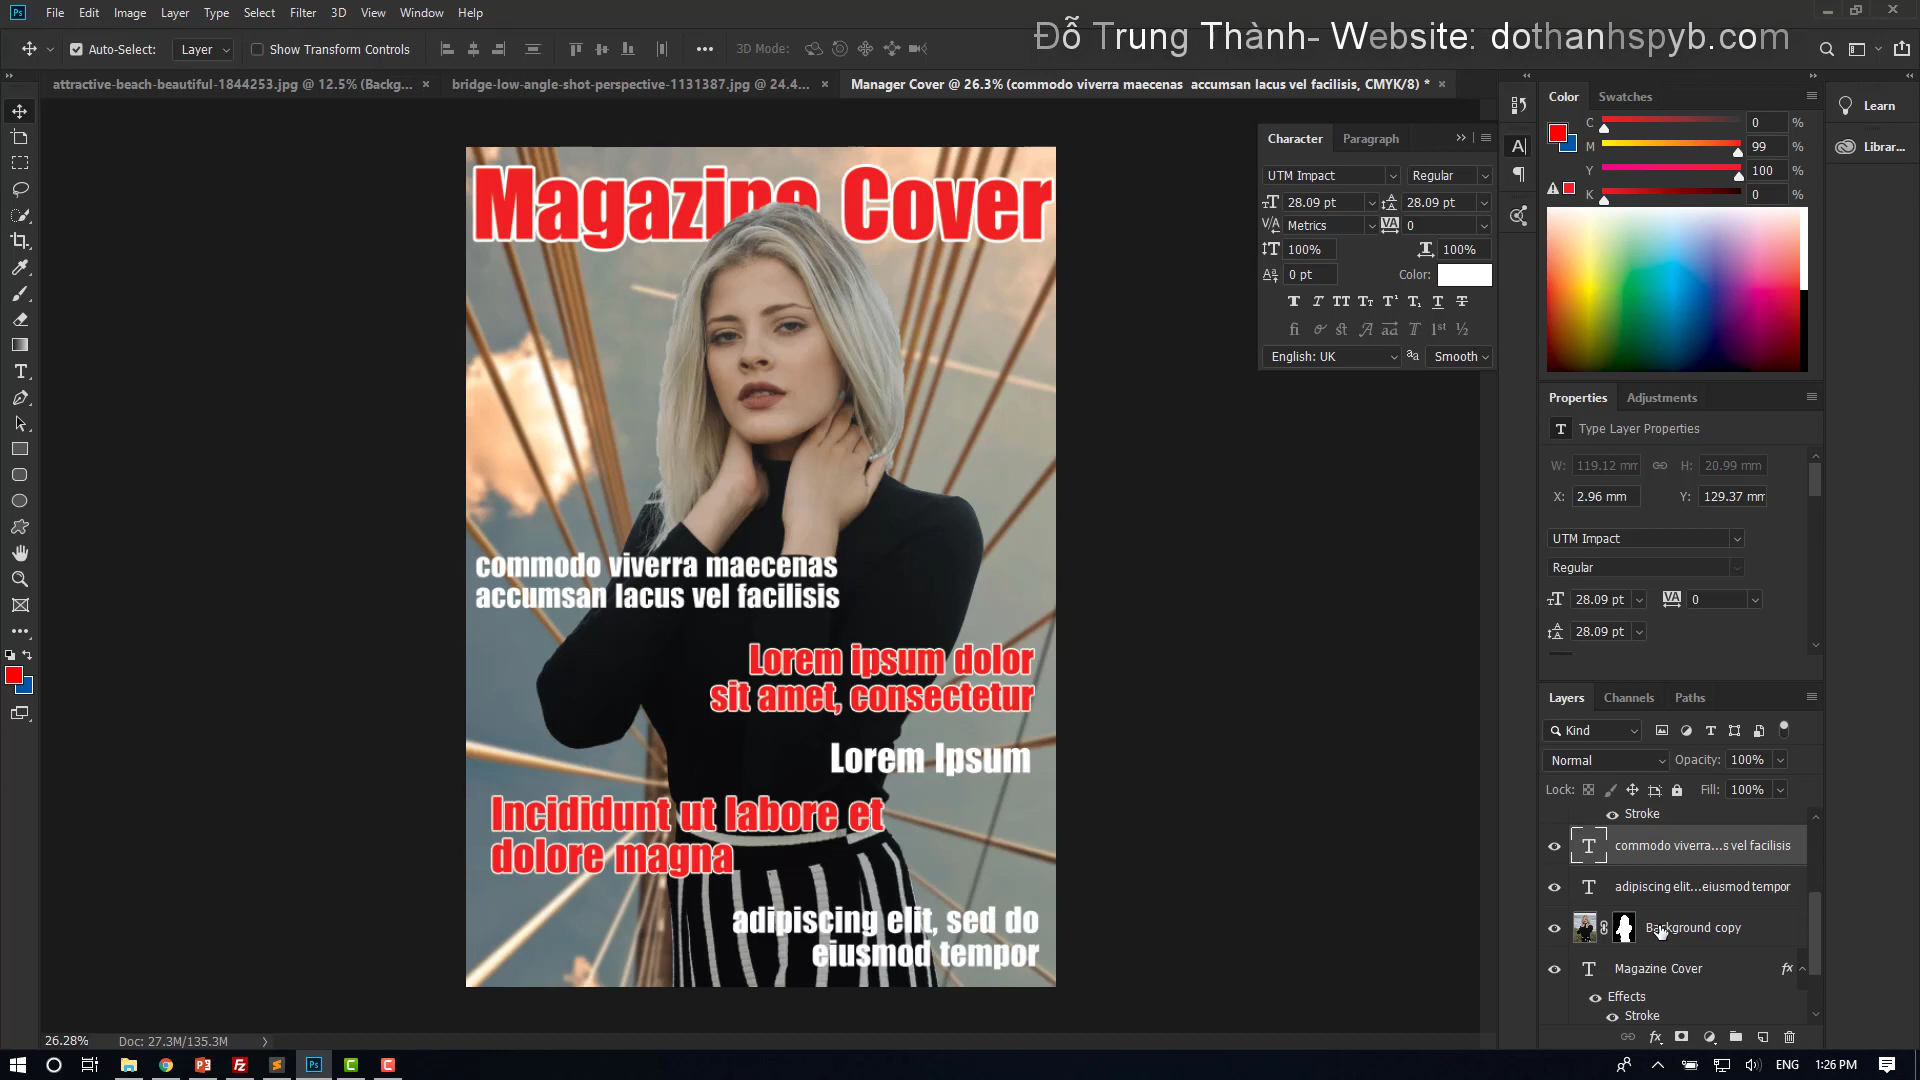 File Edit Image Layer Type Select Filter 3D View Window Help
Đỗ Trung Thành- Website: dothanhspyb.com
Auto-Select: Layer Show Transform Controls 3D Mode:
attractive-beach-beautiful-1844253.jpg @ 12.5% (Backg... ×
bridge-low-angle-shot-perspective-1131387.jpg @ 24.4... ×
Manager Cover @ 26.3% (commodo viverra maecenas accumsan lacus vel facilisis, CMYK/8) * ×
Magazine Cover
commodo viverra maecenas
accumsan lacus vel facilisis
Lorem ipsum dolor
sit amet, consectetur
Lorem Ipsum
Incididunt ut labore et
dolore magna
adipiscing elit, sed do
eiusmod tempor
Character Paragraph
UTM Impact Regular
28.09 pt 28.09 pt
Metrics 0
100% 100%
0 pt Color:
English: UK Smooth
Color Swatches
C 0 %
M 99 %
Y 100 %
K 0 %
Learn
Librar...
Properties Adjustments
Type Layer Properties
W: 119.12 mm H: 20.99 mm
X: 2.96 mm Y: 129.37 mm
UTM Impact
Regular
28.09 pt 0
28.09 pt
Layers Channels Paths
Kind
Normal Opacity: 100%
Lock: Fill: 100%
Stroke
commodo viverra...s vel facilisis
adipiscing elit...eiusmod tempor
Background copy
Magazine Cover fx
Effects
Stroke
26.28% Doc: 27.3M/135.3M
ENG 1:26 PM